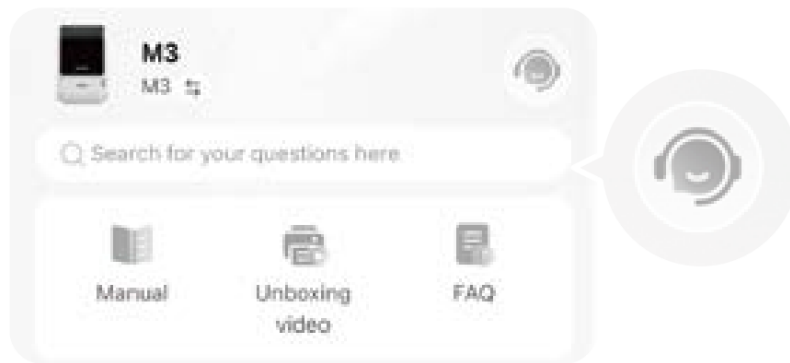 M3
M3
Search for your questions here
Manual
Unboxing
video
FAQ